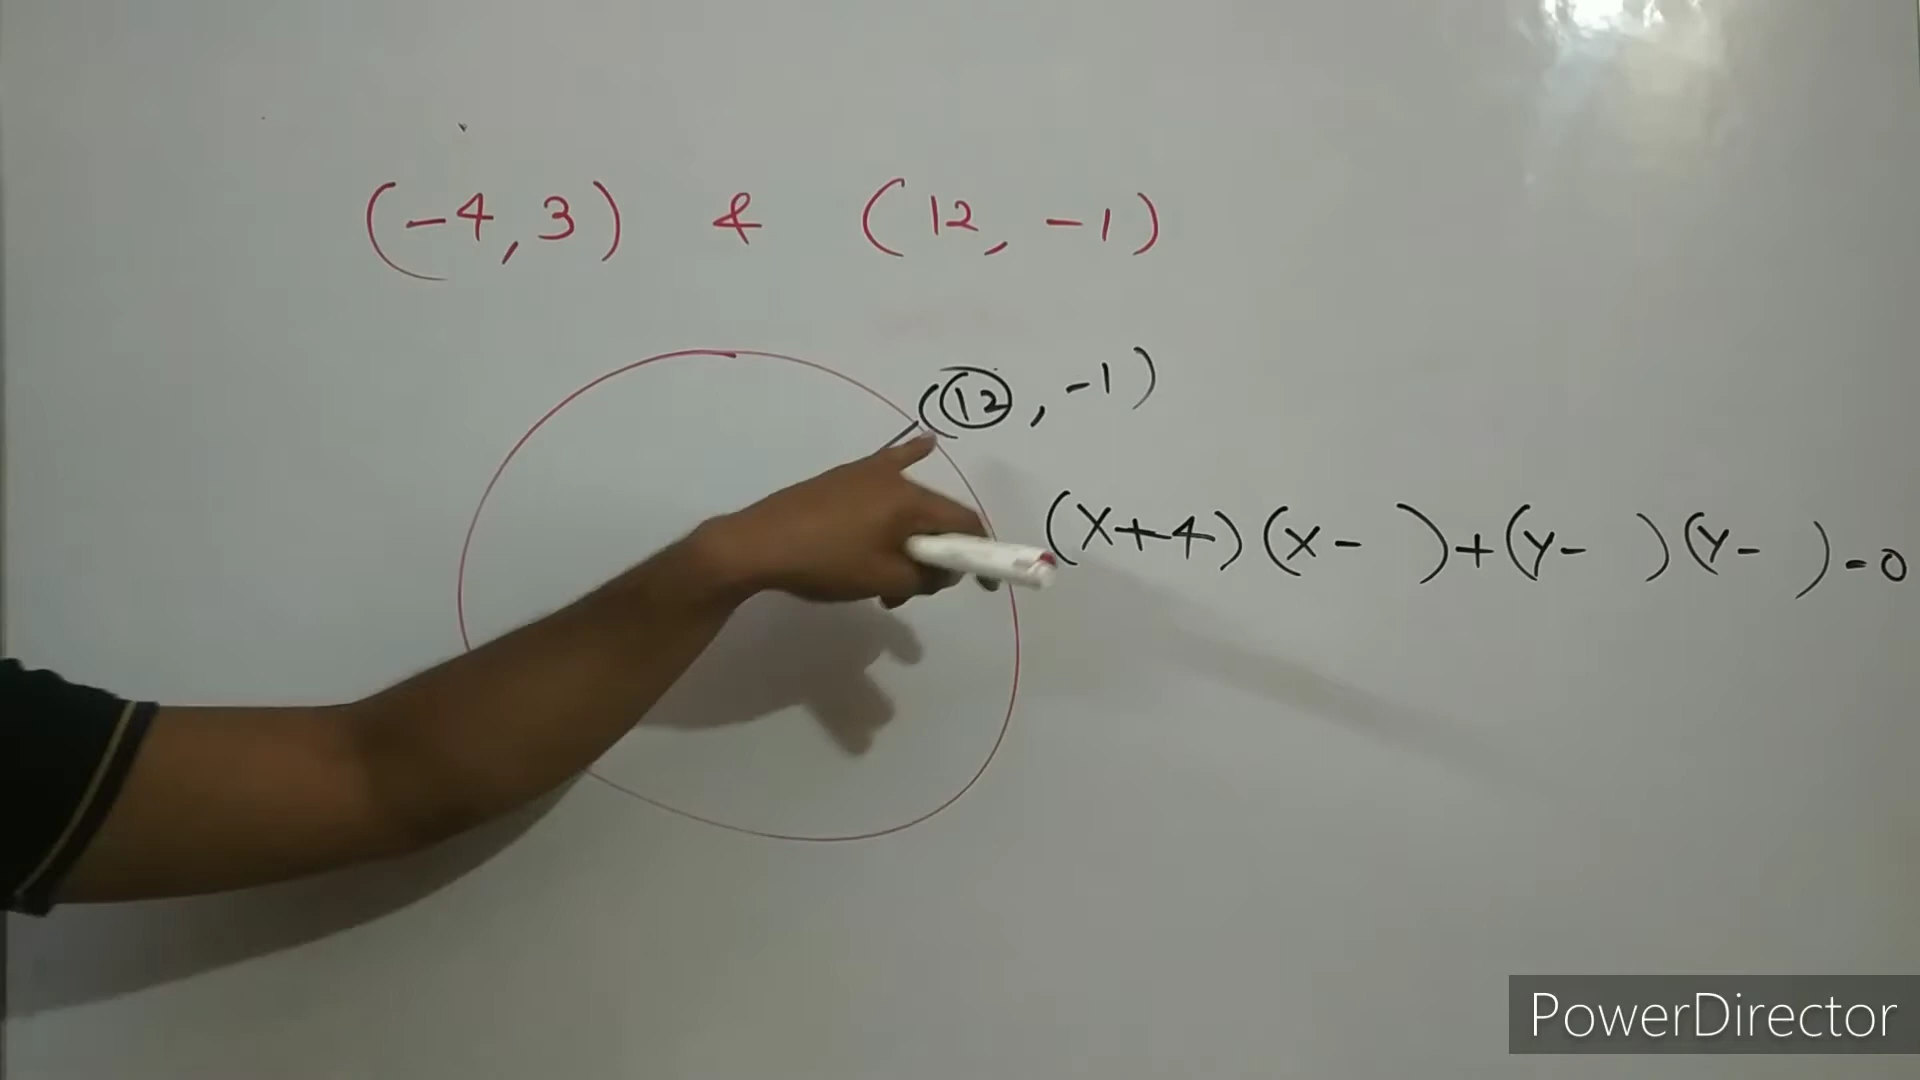 (-4, 3) & (12, -1)
(12, -1)
(x+4)(x- )+(y- )(y- )=0
PowerDirector